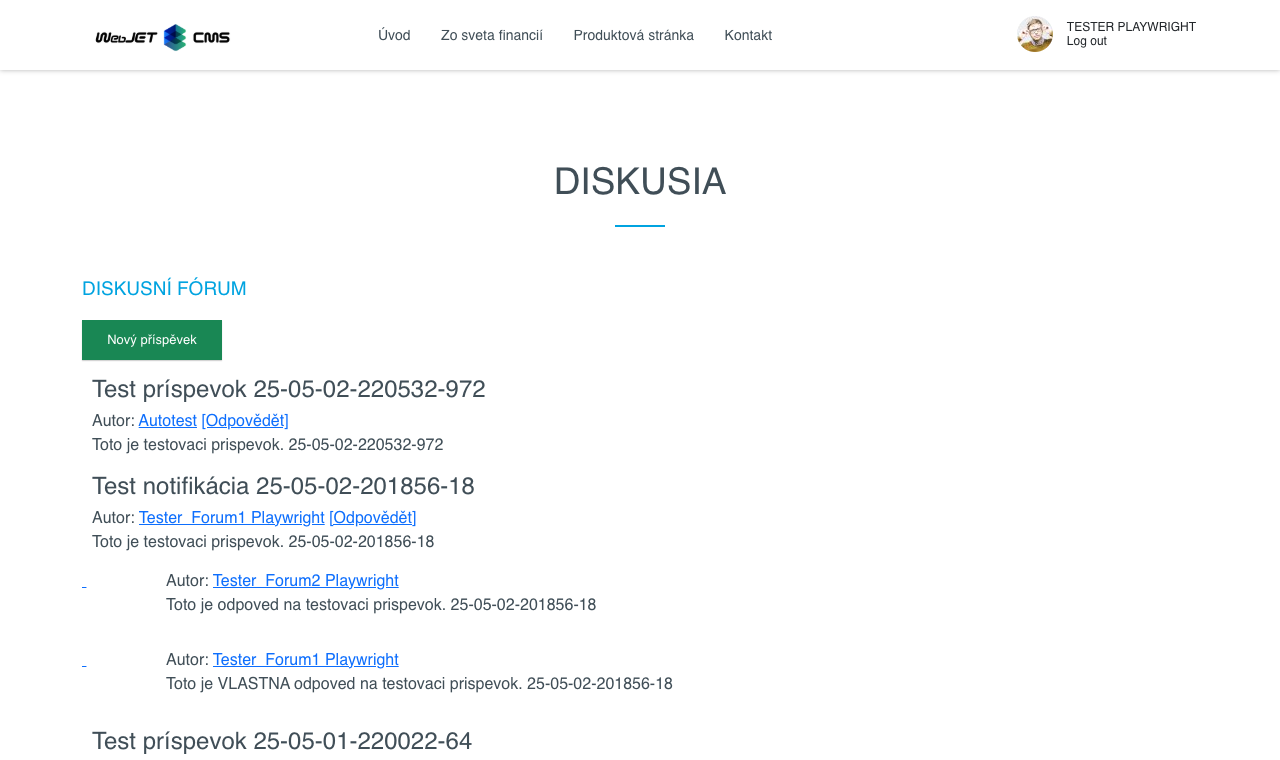 WebJET CMS
Úvod
Zo sveta financií
Produktová stránka
Kontakt
TESTER PLAYWRIGHT
Log out
DISKUSIA
DISKUSNÍ FÓRUM
Nový příspěvek
Test príspevok 25-05-02-220532-972
Autor: Autotest [Odpovědět]
Toto je testovaci prispevok. 25-05-02-220532-972
Test notifikácia 25-05-02-201856-18
Autor: Tester_Forum1 Playwright [Odpovědět]
Toto je testovaci prispevok. 25-05-02-201856-18
Autor: Tester_Forum2 Playwright
Toto je odpoved na testovaci prispevok. 25-05-02-201856-18
Autor: Tester_Forum1 Playwright
Toto je VLASTNA odpoved na testovaci prispevok. 25-05-02-201856-18
Test príspevok 25-05-01-220022-64